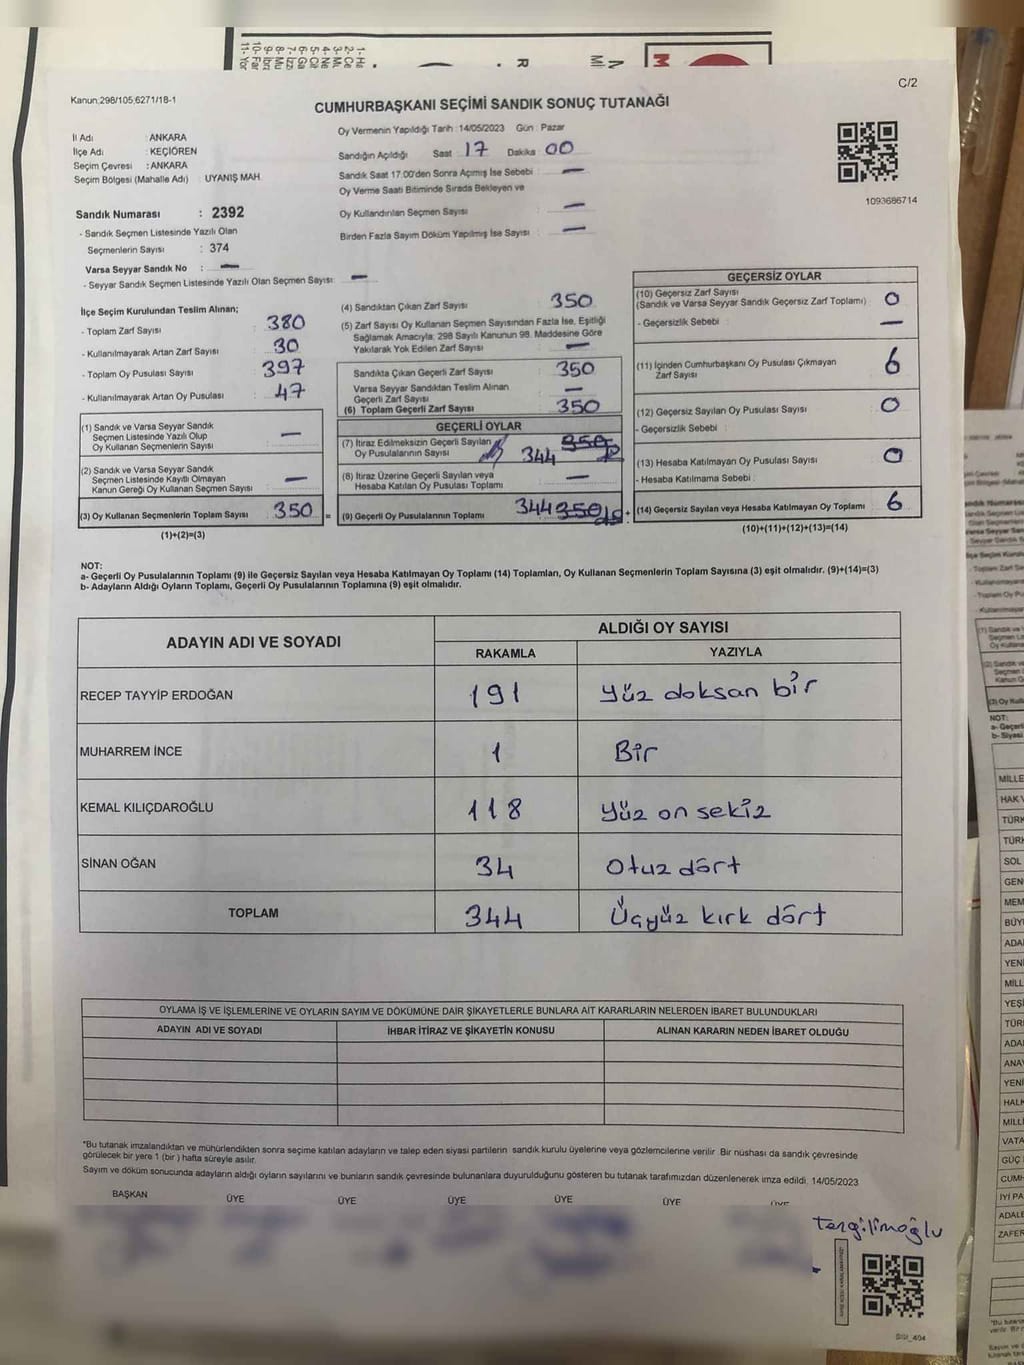 C/2
Kanun;298/105,6271/18-1
CUMHURBAŞKANI SEÇİMİ SANDIK SONUÇ TUTANAĞI
İl Adı : ANKARA
İlçe Adı : KEÇİÖREN
Seçim Çevresi : ANKARA
Seçim Bölgesi (Mahalle Adı) : UYANIŞ MAH.
Oy Vermenin Yapıldığı Tarih :14/05/2023 Gün : Pazar
Sandığın Açıldığı Saat 17 Dakika 00
Sandık Saat 17.00'den Sonra Açımış İse Sebebi : —
Oy Verme Saati Bitiminde Sırada Bekleyen ve
Oy Kullandırılan Seçmen Sayısı : —
Birden Fazla Sayım Döküm Yapılmış İse Sayısı : —
1093686714
Sandık Numarası : 2392
- Sandık Seçmen Listesinde Yazılı Olan
Seçmenlerin Sayısı : 374
Varsa Seyyar Sandık No : —
- Seyyar Sandık Seçmen Listesinde Yazılı Olan Seçmen Sayısı: —
İlçe Seçim Kurulundan Teslim Alınan;
- Toplam Zarf Sayısı : 380
- Kullanılmayarak Artan Zarf Sayısı : 30
- Toplam Oy Pusulası Sayısı : 397
- Kullanılmayarak Artan Oy Pusulası : 47
(1) Sandık ve Varsa Seyyar Sandık
Seçmen Listesinde Yazılı Olup
Oy Kullanan Seçmenlerin Sayısı —
(2) Sandık ve Varsa Seyyar Sandık
Seçmen Listesinde Kayıtlı Olmayan
Kanun Gereği Oy Kullanan Seçmen Sayısı —
(3) Oy Kullanan Seçmenlerin Toplam Sayısı 350 =
(1)+(2)=(3)
(4) Sandıktan Çıkan Zarf Sayısı : 350
(5) Zarf Sayısı Oy Kullanan Seçmen Sayısından Fazla İse, Eşitliği
Sağlamak Amacıyla, 298 Sayılı Kanunun 98. Maddesine Göre
Yakılarak Yok Edilen Zarf Sayısı : —
Sandıkta Çıkan Geçerli Zarf Sayısı : 350
Varsa Seyyar Sandıktan Teslim Alınan
Geçerli Zarf Sayısı : —
(6) Toplam Geçerli Zarf Sayısı : 350
GEÇERLİ OYLAR
(7) İtiraz Edilmeksizin Geçerli Sayılan 350
Oy Pusulalarının Sayısı 344
(8) İtiraz Üzerine Geçerli Sayılan veya
Hesaba Katılan Oy Pusulası Toplamı : —
(9) Geçerli Oy Pusulalarının Toplamı 344 350 +
GEÇERSİZ OYLAR
(10) Geçersiz Zarf Sayısı
(Sandık ve Varsa Seyyar Sandık Geçersiz Zarf Toplamı) : 0
- Geçersizlik Sebebi : —
(11) İçinden Cumhurbaşkanı Oy Pusulası Çıkmayan
Zarf Sayısı : 6
(12) Geçersiz Sayılan Oy Pusulası Sayısı : 0
- Geçersizlik Sebebi :
(13) Hesaba Katılmayan Oy Pusulası Sayısı : 0
- Hesaba Katılmama Sebebi :
(14) Geçersiz Sayılan veya Hesaba Katılmayan Oy Toplamı : 6
(10)+(11)+(12)+(13)=(14)
NOT:
a- Geçerli Oy Pusulalarının Toplamı (9) ile Geçersiz Sayılan veya Hesaba Katılmayan Oy Toplamı (14) Toplamları, Oy Kullanan Seçmenlerin Toplam Sayısına (3) eşit olmalıdır. (9)+(14)=(3)
b- Adayların Aldığı Oyların Toplamı, Geçerli Oy Pusulalarının Toplamına (9) eşit olmalıdır.
ADAYIN ADI VE SOYADI
ALDIĞI OY SAYISI
RAKAMLA YAZIYLA
RECEP TAYYİP ERDOĞAN 191 Yüz doksan bir
MUHARREM İNCE 1 Bir
KEMAL KILIÇDAROĞLU 118 Yüz on sekiz
SİNAN OĞAN 34 Otuz dört
TOPLAM 344 Üçyüz kırk dört
OYLAMA İŞ VE İŞLEMLERİNE VE OYLARIN SAYIM VE DÖKÜMÜNE DAİR ŞİKAYETLERLE BUNLARA AİT KARARLARIN NELERDEN İBARET BULUNDUKLARI
ADAYIN ADI VE SOYADI İHBAR İTİRAZ VE ŞİKAYETİN KONUSU ALINAN KARARIN NEDEN İBARET OLDUĞU
*Bu tutanak imzalandıktan ve mühürlendikten sonra seçime katılan adayların ve talep eden siyasi partilerin sandık kurulu üyelerine veya gözlemcilerine verilir. Bir nüshası da sandık çevresinde
görülecek bir yere 1 (bir ) hafta süreyle asılır.
Sayım ve döküm sonucunda adayların aldığı oyların sayılarını ve bunların sandık çevresinde bulunanlara duyurulduğunu gösteren bu tutanak tarafımızdan düzenlenerek imza edildi. 14/05/2023
BAŞKAN ÜYE ÜYE ÜYE ÜYE ÜYE ÜYE
Tergilimoğlu